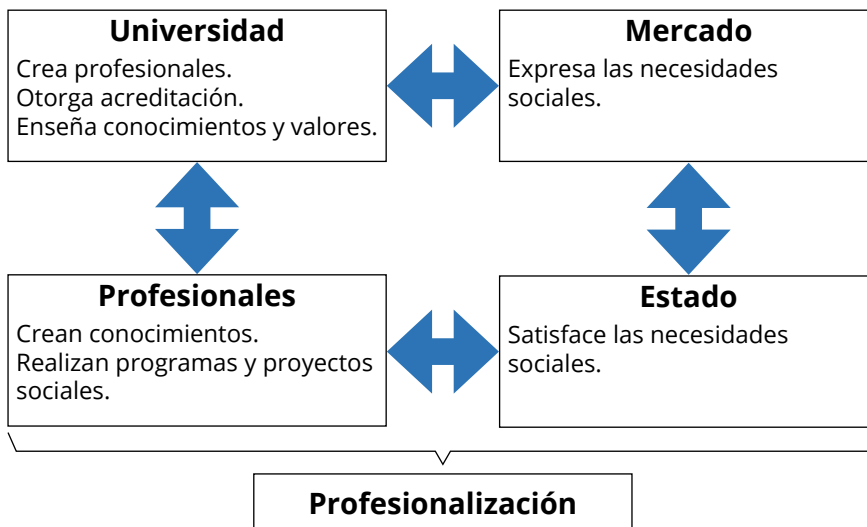 Universidad
Crea profesionales.
Otorga acreditación.
Enseña conocimientos y valores.
Mercado
Expresa las necesidades
sociales.
Profesionales
Crean conocimientos.
Realizan programas y proyectos
sociales.
Estado
Satisface las necesidades
sociales.
Profesionalización